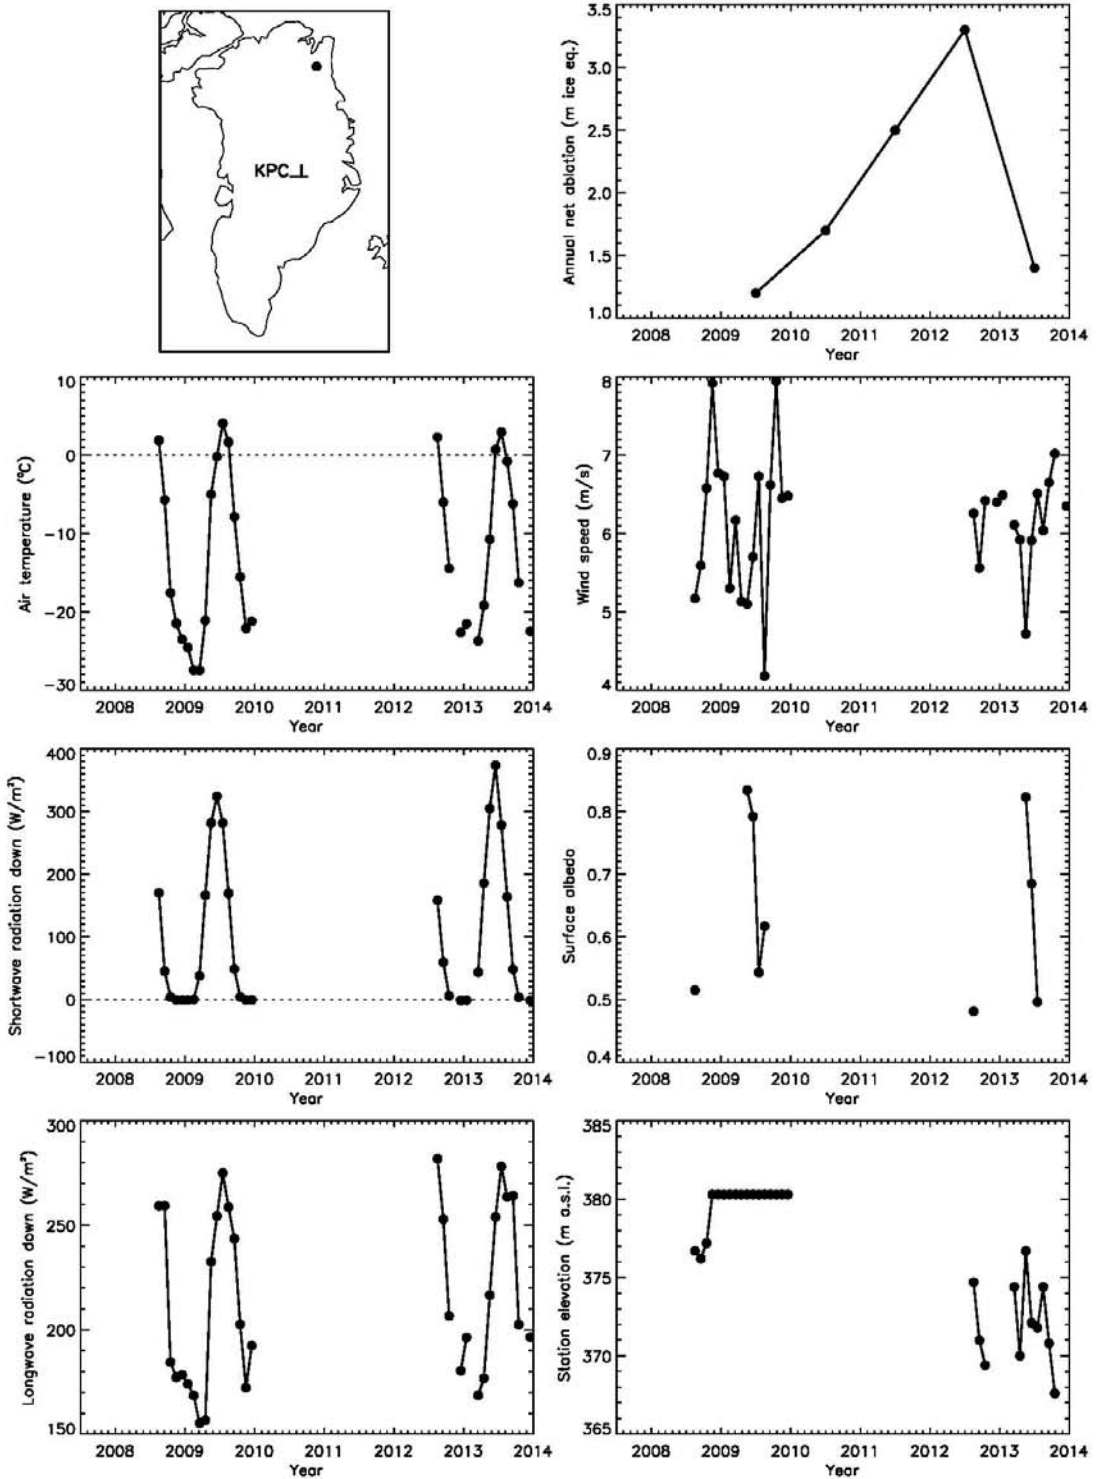 KPC_L
Annual net ablation (m ice eq.)
3.5
3.0
2.5
2.0
1.5
1.0
2008 2009 2010 2011 2012 2013 2014
Year
Air temperature (°C)
10
0
-10
-20
-30
2008 2009 2010 2011 2012 2013 2014
Year
Wind speed (m/s)
8
7
6
5
4
2008 2009 2010 2011 2012 2013 2014
Year
Shortwave radiation down (W/m²)
400
300
200
100
0
-100
2008 2009 2010 2011 2012 2013 2014
Year
Surface albedo
0.9
0.8
0.7
0.6
0.5
0.4
2008 2009 2010 2011 2012 2013 2014
Year
Longwave radiation down (W/m²)
300
250
200
150
2008 2009 2010 2011 2012 2013 2014
Year
Station elevation (m a.s.l.)
385
380
375
370
365
2008 2009 2010 2011 2012 2013 2014
Year